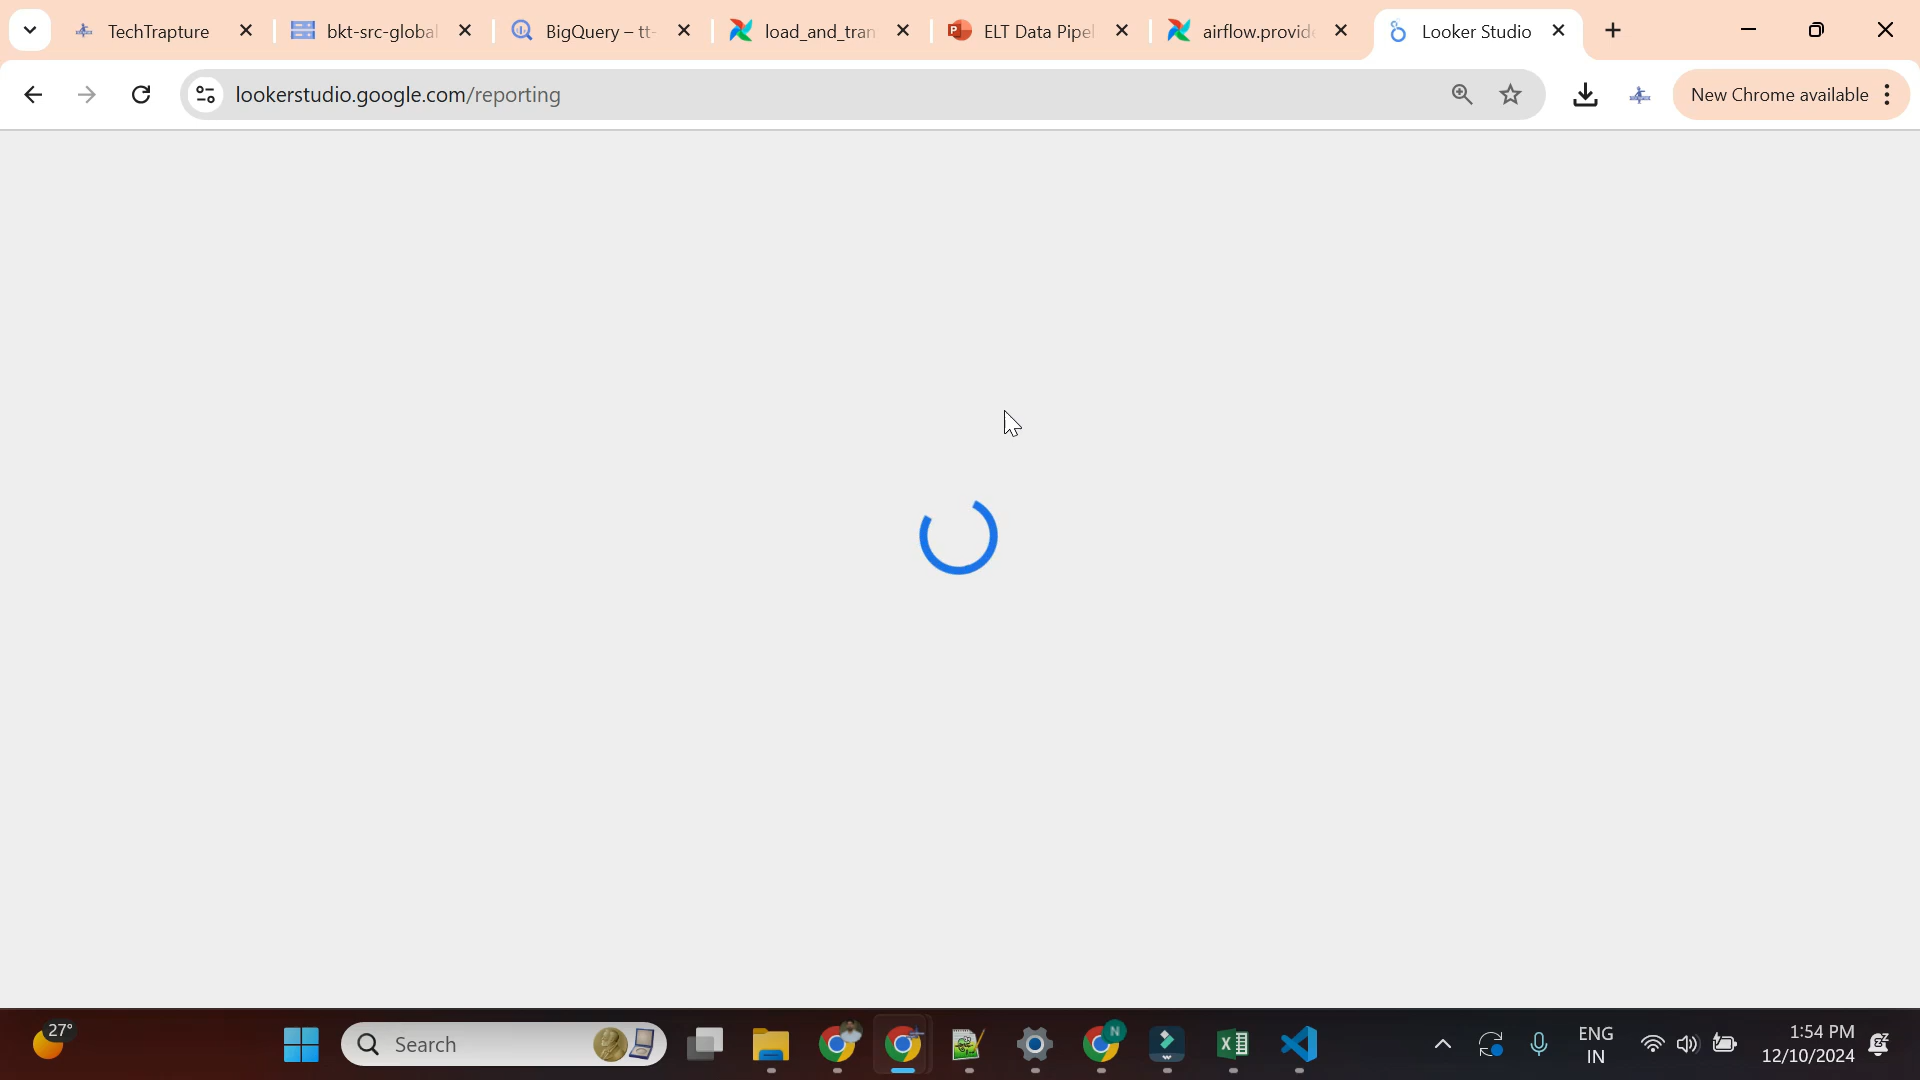 TechTrapture
bkt-src-global
BigQuery – tt-
load_and_tran
ELT Data Pipel
airflow.provide
Looker Studio
lookerstudio.google.com/reporting
New Chrome available
27°
Search
N
ENG
IN
1:54 PM
12/10/2024